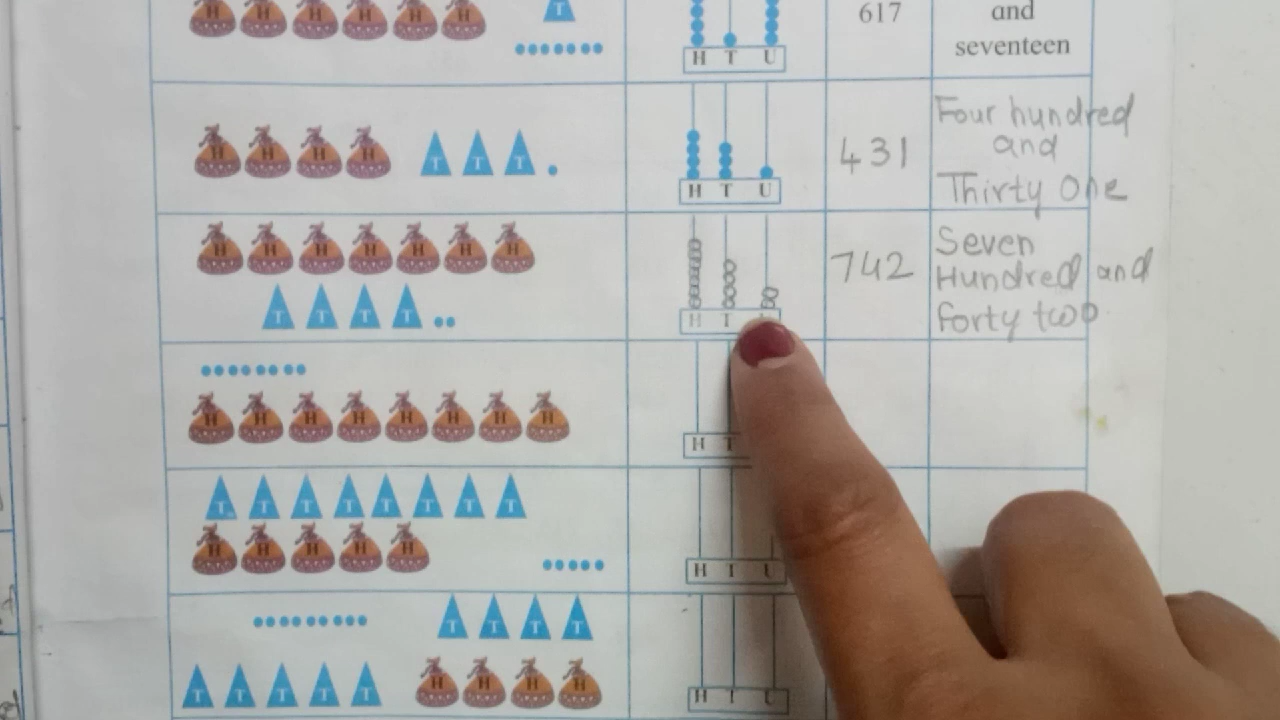 H H H H H H T 617 and
H T U seventeen
H H H H T T T 431 Four hundred
and
H T U Thirty One
H H H H H H H 742 Seven
Hundred and
T T T T H T forty two
H H H H H H H H H T
T T T T T T T T
H H H H H H T U
T T T T
T T T T T H H H H H T U